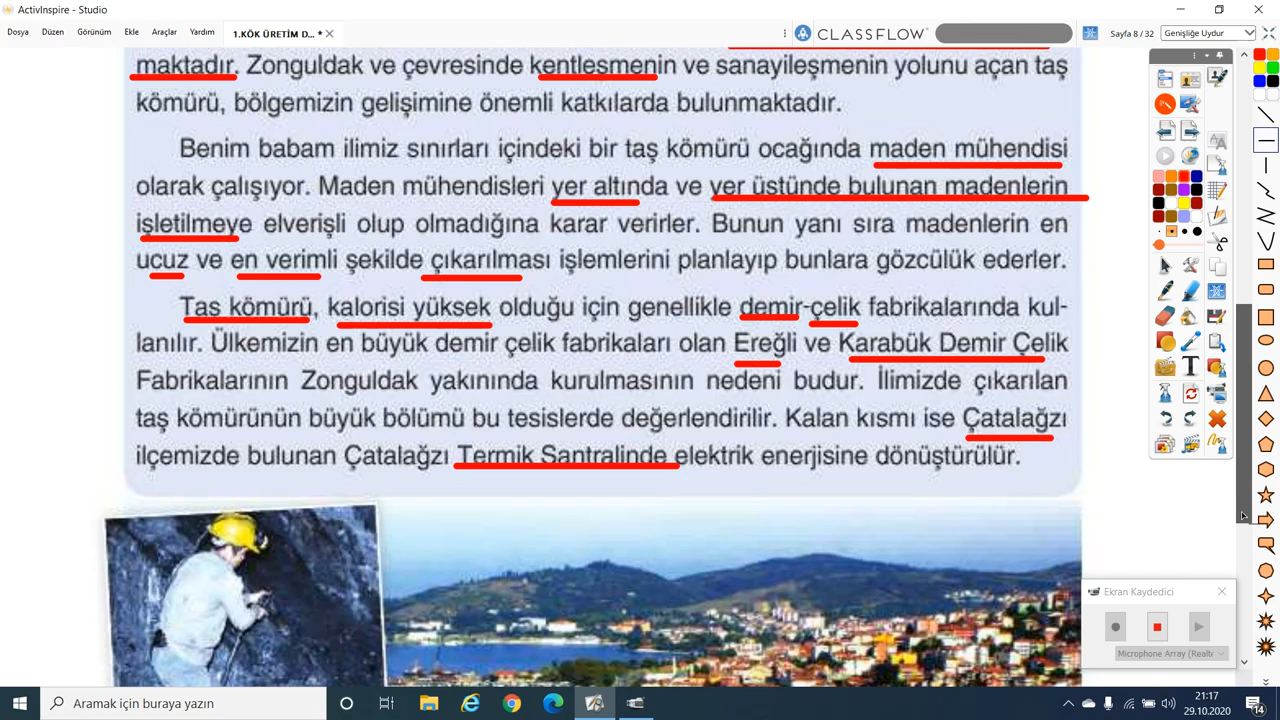 ActivInspire - Studio
Dosya Düzen Görünüm Ekle Araçlar Yardım
1.KÖK ÜRETİM D... *
CLASSFLOW
Sayfa 8 / 32
Genişliğe Uydur
maktadır. Zonguldak ve çevresinin kentleşmenin ve sanayileşmenin yolunu açan taş
kömürü, bölgemizin gelişimine önemli katkılarda bulunmaktadır.
Benim babam ilimiz sınırları içindeki bir taş kömürü ocağında maden mühendisi
olarak çalışıyor. Maden mühendisleri yer altında ve yer üstünde bulunan madenlerin
işletilmeye elverişli olup olmadığına karar verirler. Bunun yanı sıra madenlerin en
ucuz ve en verimli şekilde çıkarılması işlemlerini planlayıp bunlara gözcülük ederler.
Taş kömürü, kalorisi yüksek olduğu için genellikle demir-çelik fabrikalarında kul-
lanılır. Ülkemizin en büyük demir çelik fabrikaları olan Ereğli ve Karabük Demir Çelik
Fabrikalarının Zonguldak yakınında kurulmasının nedeni budur. İlimizde çıkarılan
taş kömürünün büyük bölümü bu tesislerde değerlendirilir. Kalan kısmı ise Çatalağzı
ilçemizde bulunan Çatalağzı Termik Santralinde elektrik enerjisine dönüştürülür.
Ekran Kaydedici
Microphone Array (Realt
Aramak için buraya yazın
21:17
29.10.2020
14